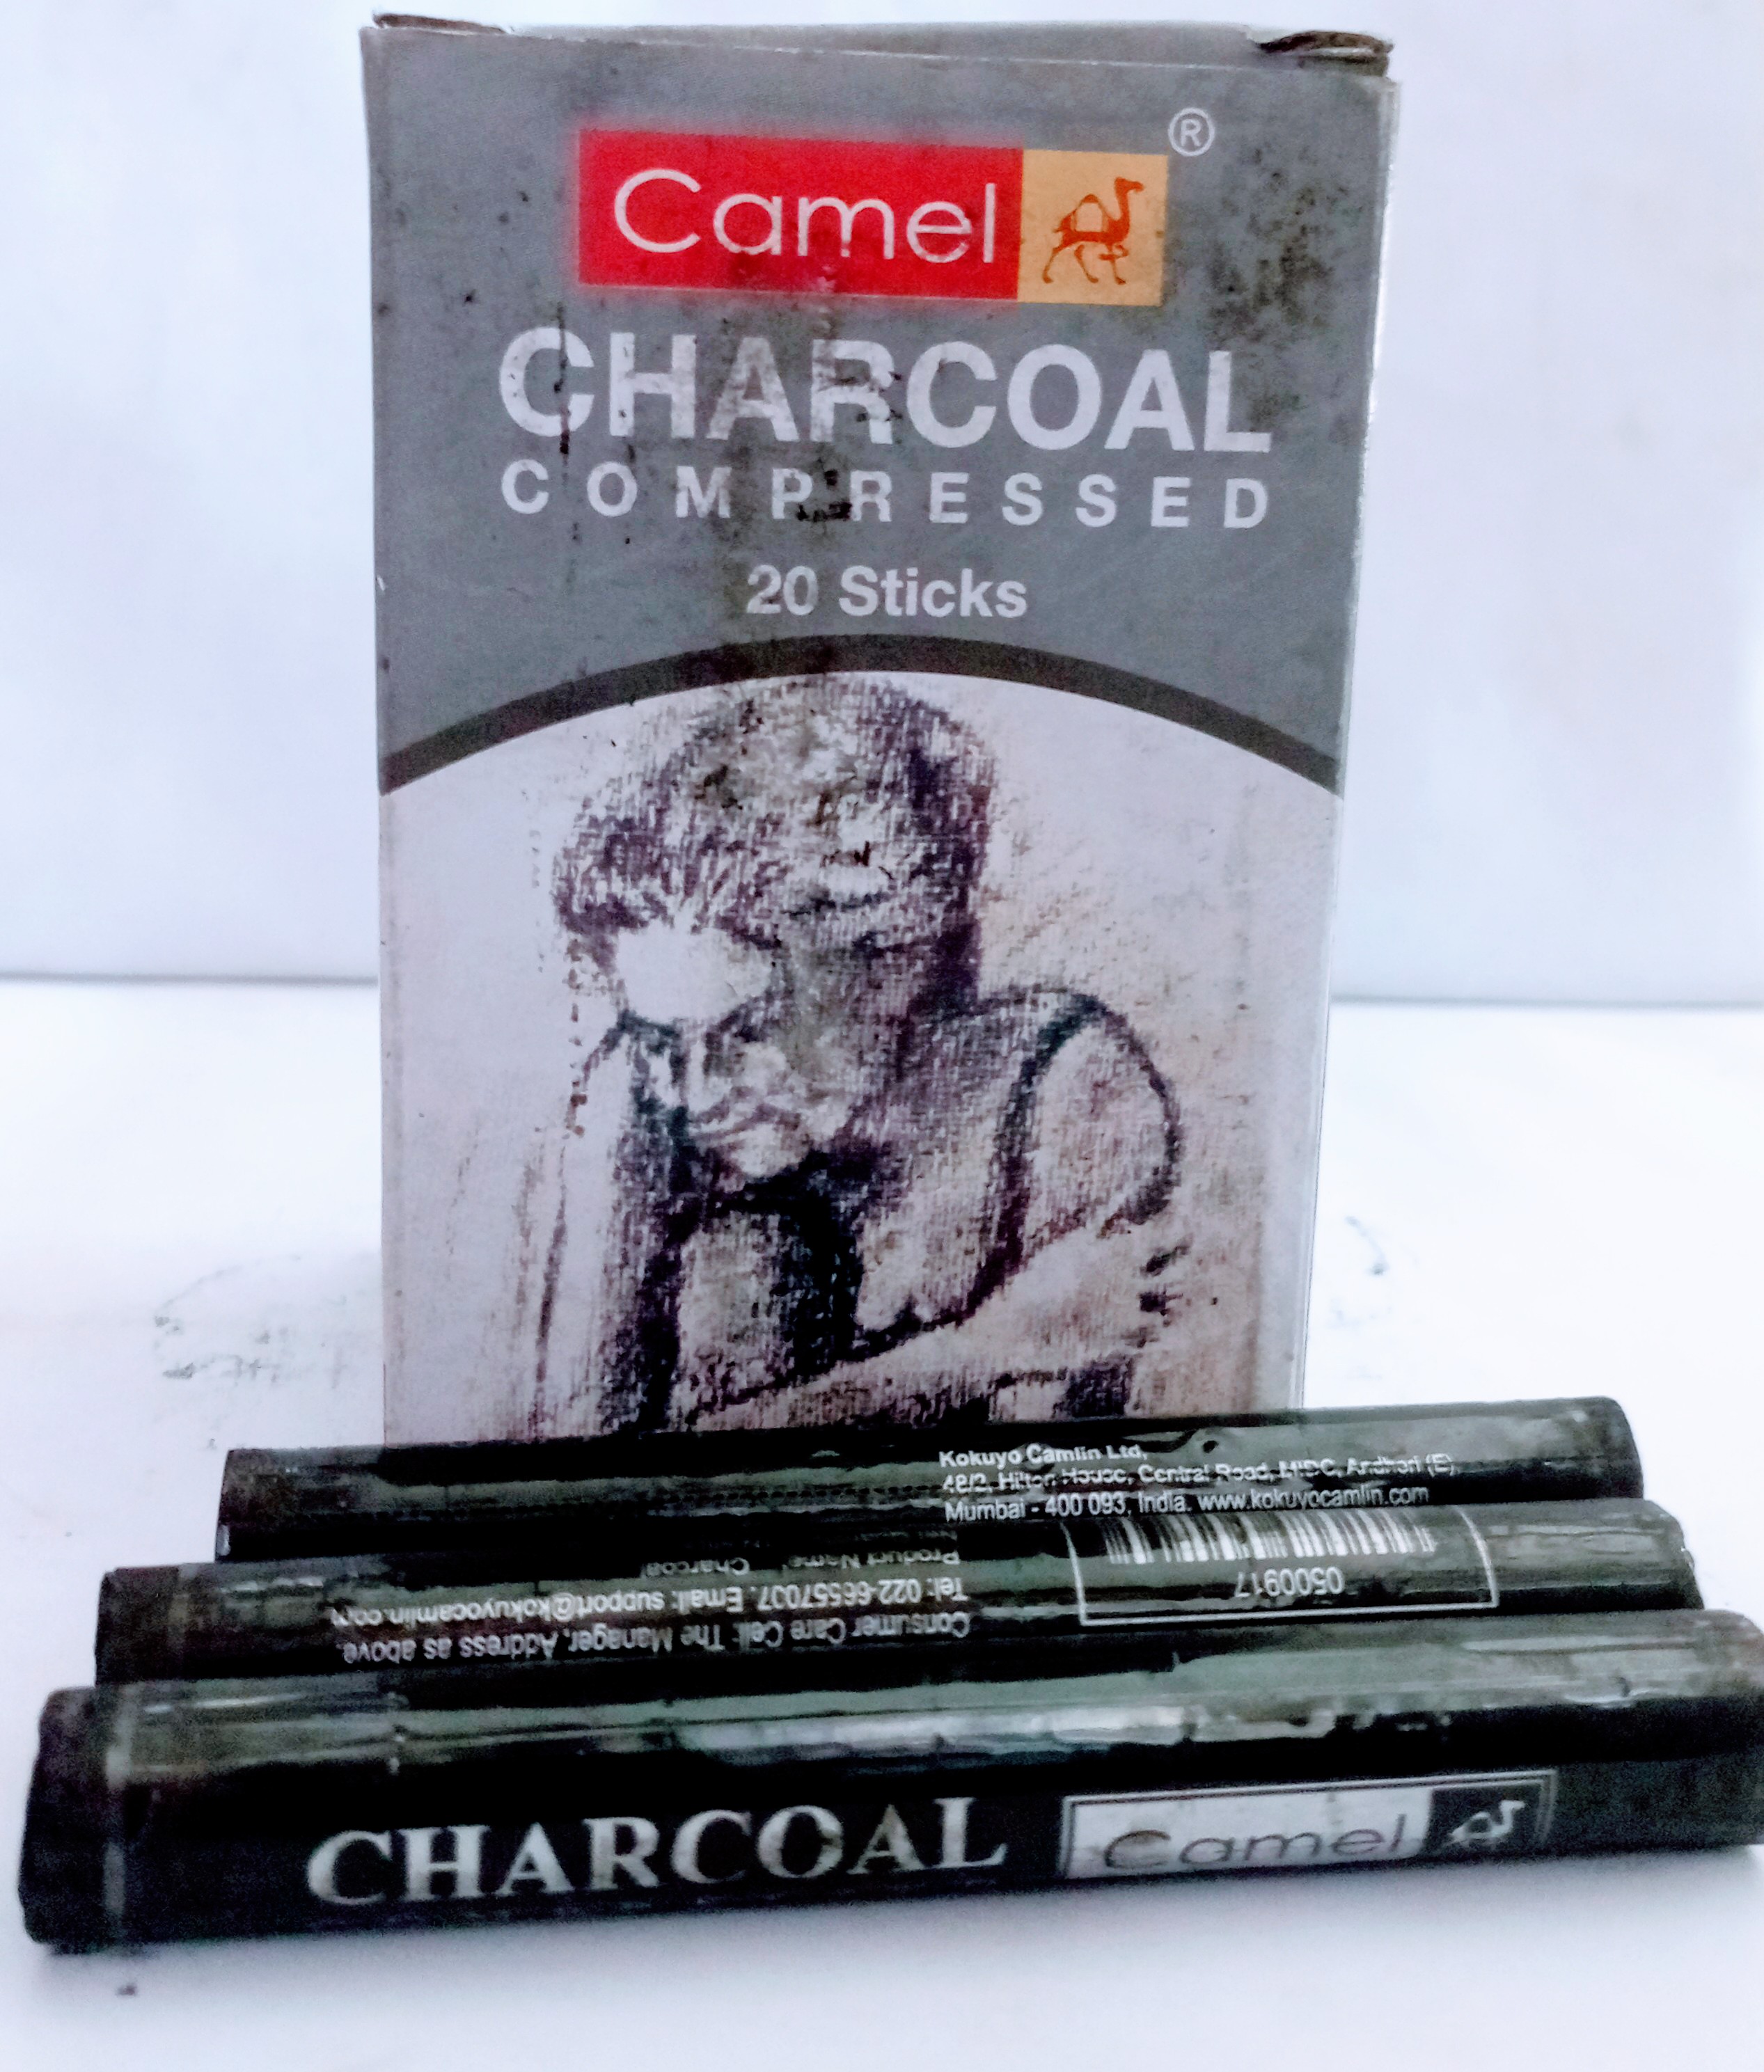 Camel
®
CHARCOAL
COMPRESSED
20 Sticks
Kokuyo Camlin Ltd,
48/2, Hilton House, Central Road, MIDC, Andheri (E),
Mumbai - 400 093, India. www.kokuyocamlin.com
0500917
Consumer Care Cell: The Manager, Address as above.
Tel: 022-66557007. Email: support@kokuyocamlin.com
Product Name: Charcoal
CHARCOAL Camel